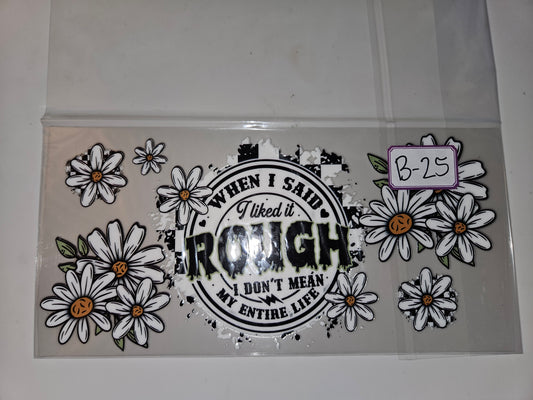 B-25
WHEN I SAID
I liked it
ROUGH
I DON'T MEAN
MY ENTIRE LIFE